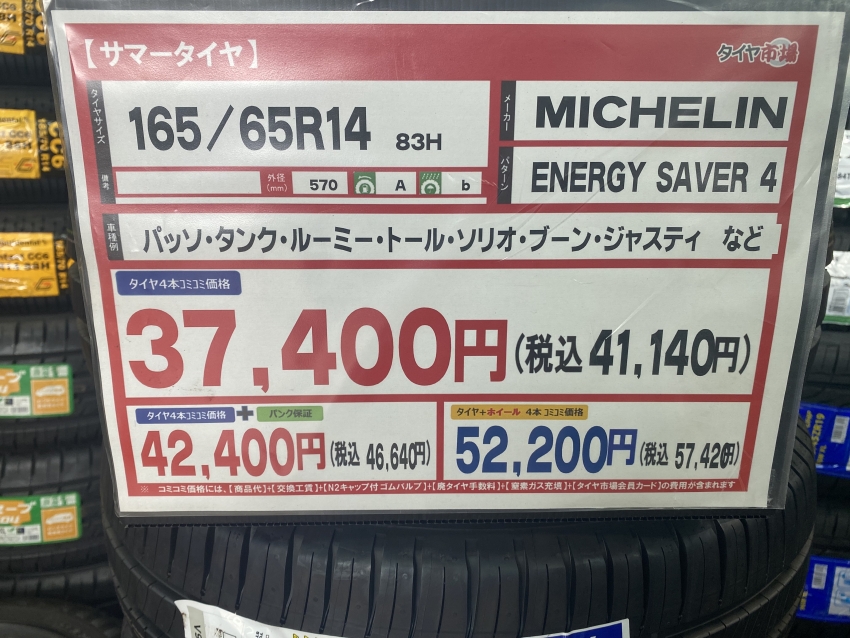 【サマータイヤ】
タイヤ市場
タイヤサイズ
165／65R14 83H
メーカー
MICHELIN
備考
外径(mm) 570 A b
パターン
ENERGY SAVER 4
車種例
パッソ・タンク・ルーミー・トール・ソリオ・ブーン・ジャスティ など
タイヤ4本コミコミ価格
37,400円(税込 41,140円)
タイヤ4本コミコミ価格+パンク保証
42,400円(税込 46,640円)
タイヤ+ホイール 4本 コミコミ価格
52,200円(税込 57,420円)
※ コミコミ価格には、【商品代】+【交換工賃】+【N2キャップ付ゴムバルブ】+【廃タイヤ手数料】+【窒素ガス充填】+【タイヤ市場会員カード】の費用が含まれます